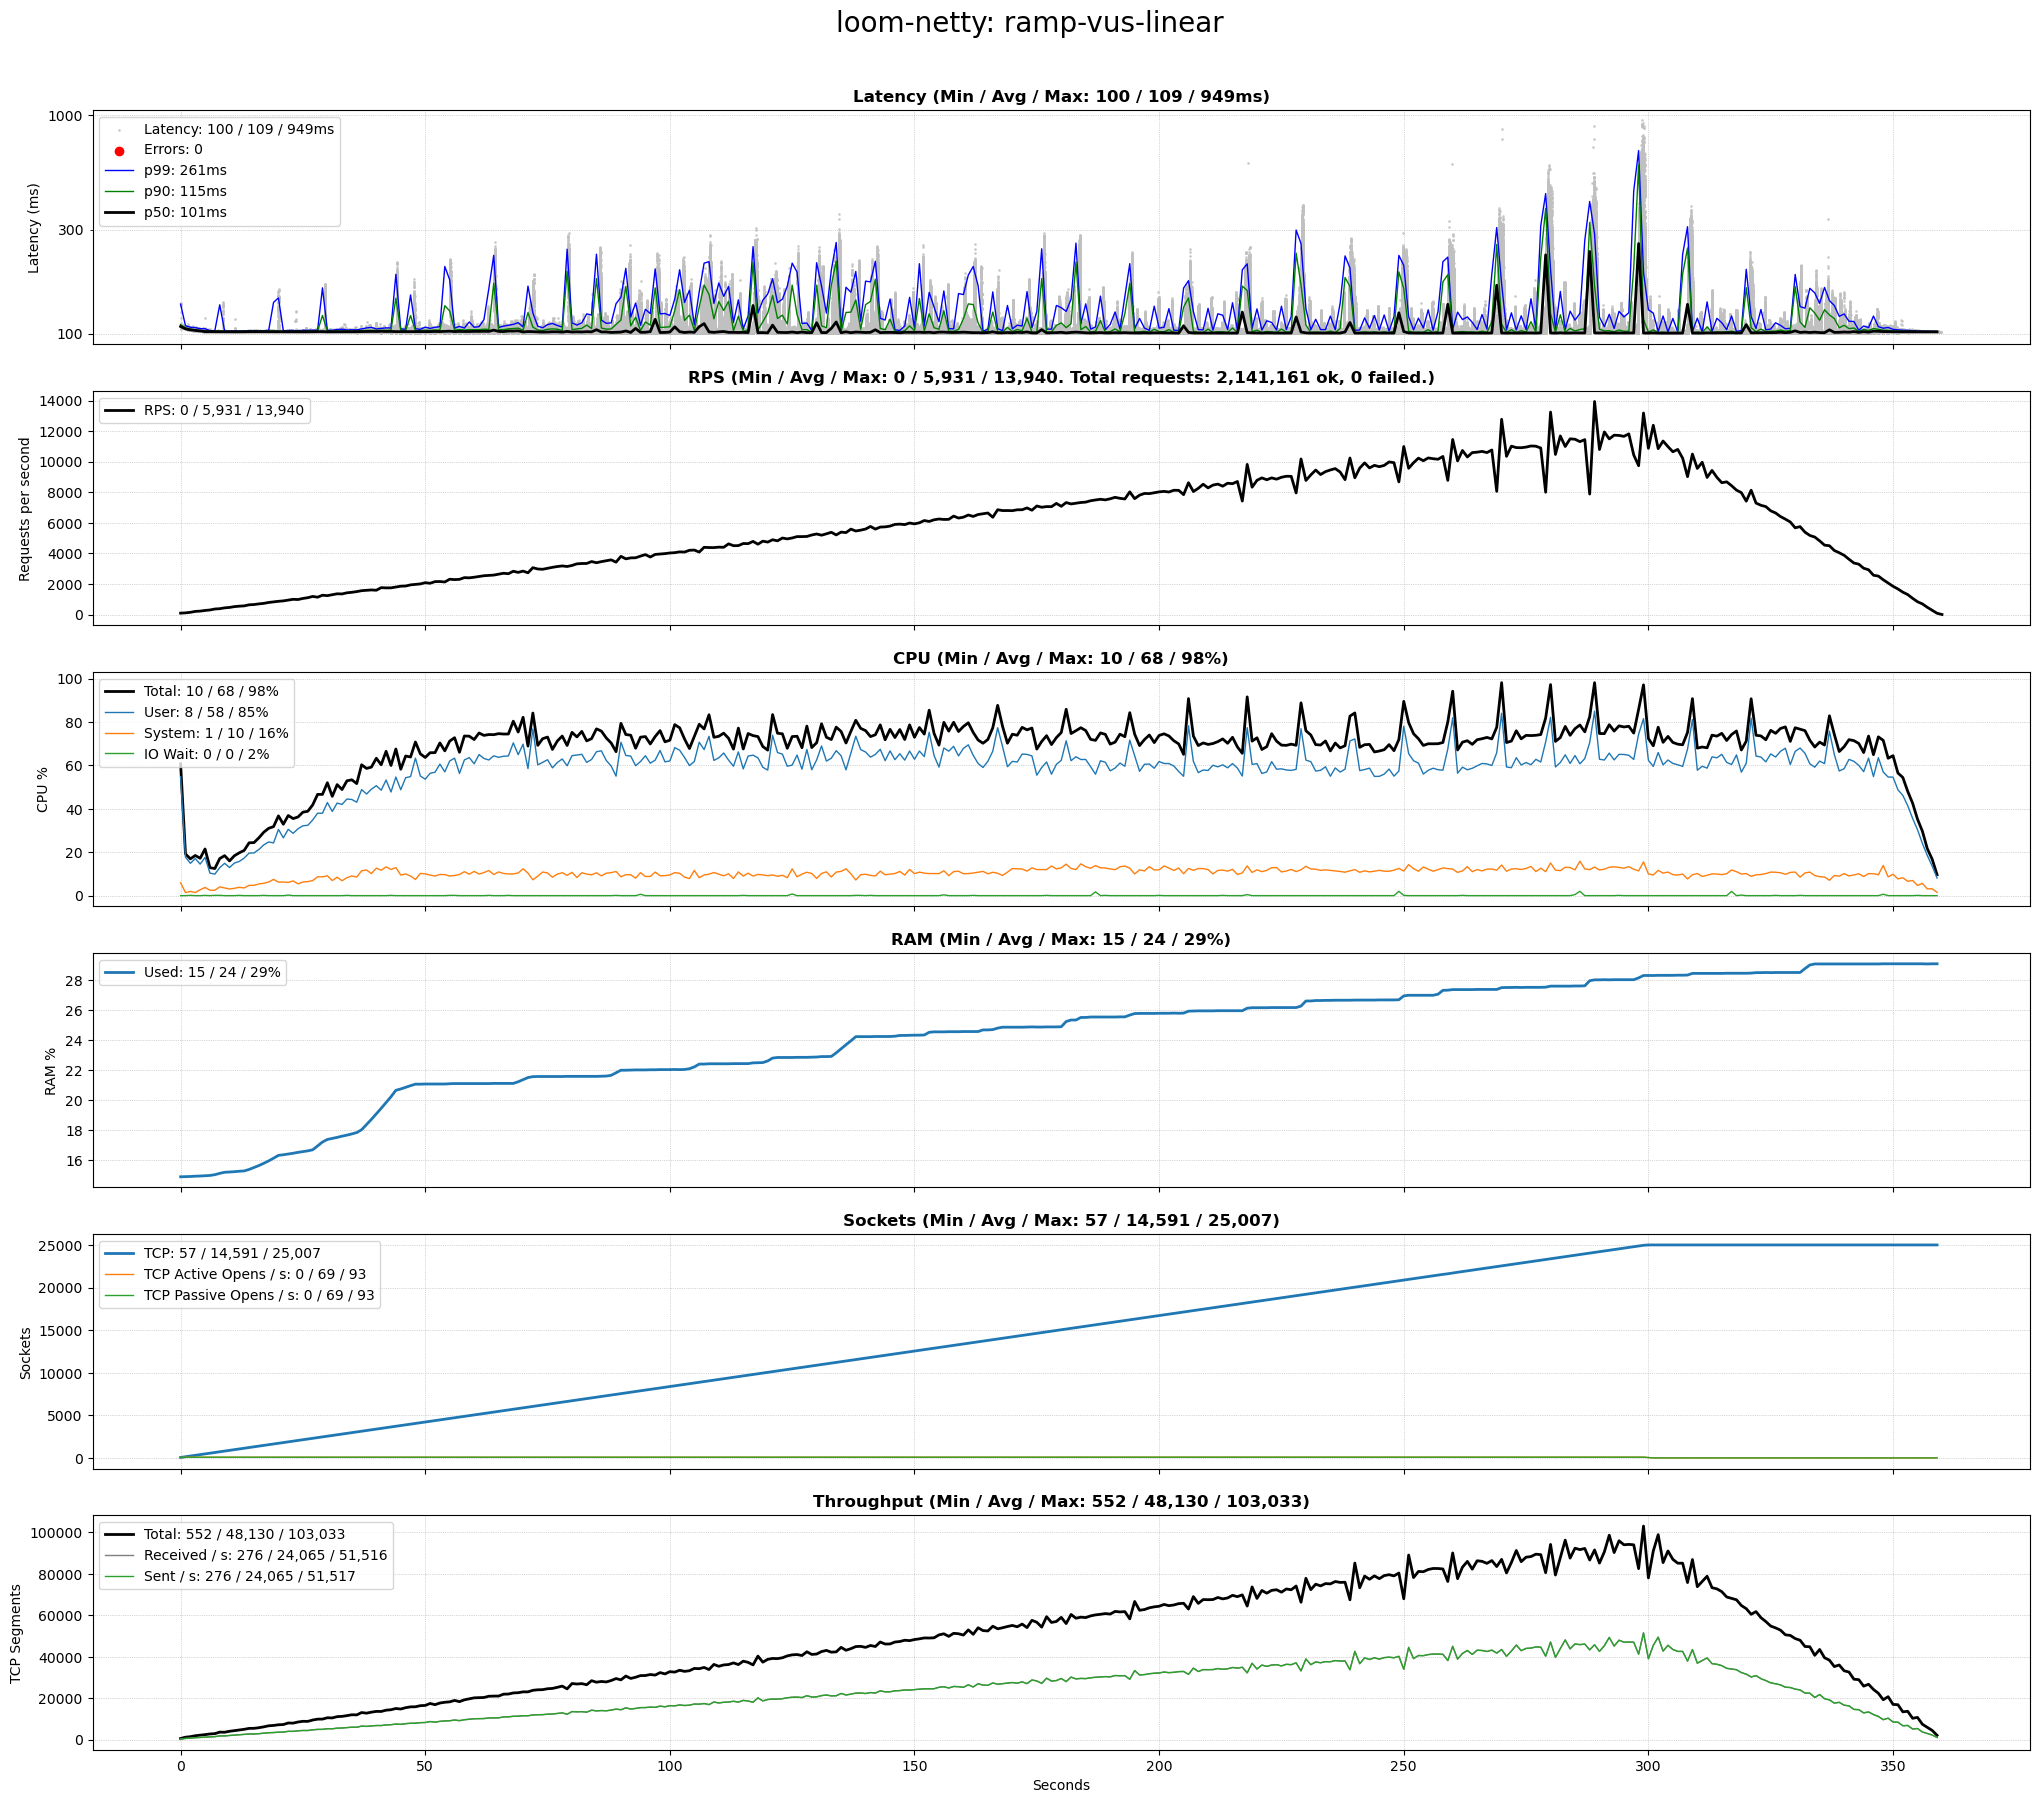 loom-netty: ramp-vus-linear
Latency (Min / Avg / Max: 100 / 109 / 949ms)
Latency (ms)
1000
300
100
Latency: 100 / 109 / 949ms
Errors: 0
p99: 261ms
p90: 115ms
p50: 101ms
RPS (Min / Avg / Max: 0 / 5,931 / 13,940. Total requests: 2,141,161 ok, 0 failed.)
Requests per second
14000
12000
10000
8000
6000
4000
2000
0
RPS: 0 / 5,931 / 13,940
CPU (Min / Avg / Max: 10 / 68 / 98%)
CPU %
100
80
60
40
20
0
Total: 10 / 68 / 98%
User: 8 / 58 / 85%
System: 1 / 10 / 16%
IO Wait: 0 / 0 / 2%
RAM (Min / Avg / Max: 15 / 24 / 29%)
RAM %
28
26
24
22
20
18
16
Used: 15 / 24 / 29%
Sockets (Min / Avg / Max: 57 / 14,591 / 25,007)
Sockets
25000
20000
15000
10000
5000
0
TCP: 57 / 14,591 / 25,007
TCP Active Opens / s: 0 / 69 / 93
TCP Passive Opens / s: 0 / 69 / 93
Throughput (Min / Avg / Max: 552 / 48,130 / 103,033)
TCP Segments
100000
80000
60000
40000
20000
0
Total: 552 / 48,130 / 103,033
Received / s: 276 / 24,065 / 51,516
Sent / s: 276 / 24,065 / 51,517
0 50 100 150 200 250 300 350
Seconds